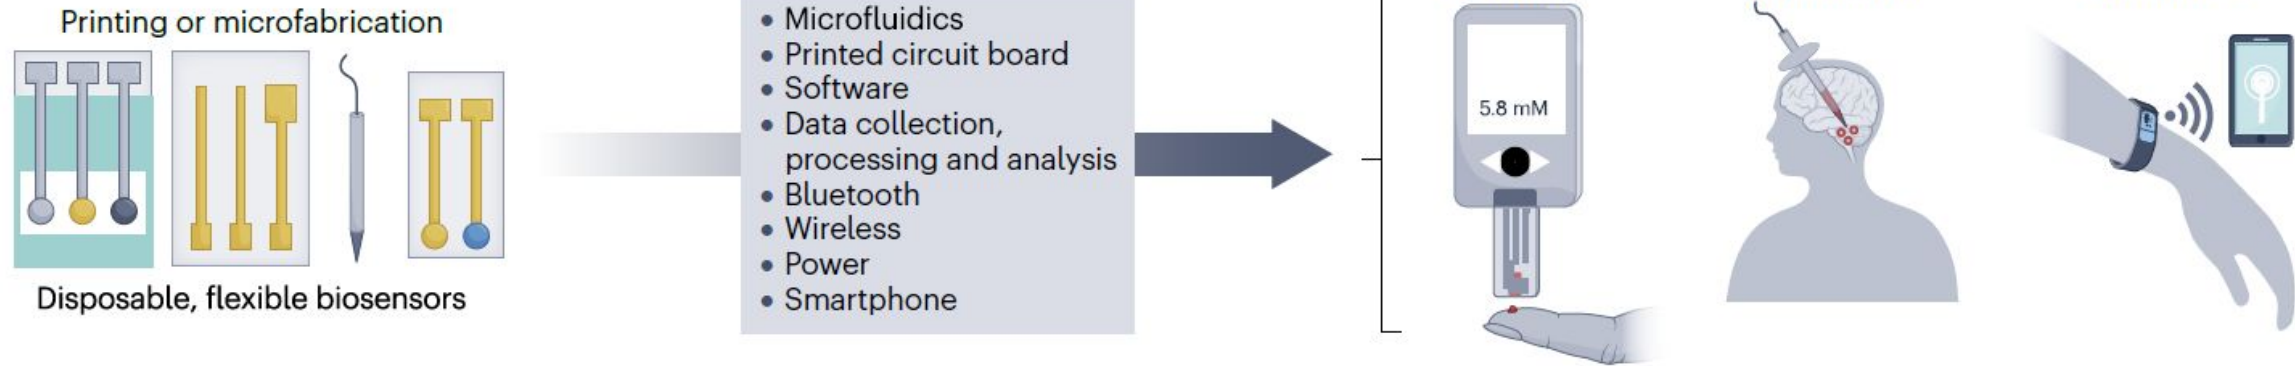 Printing or microfabrication
Disposable, flexible biosensors
• Microfluidics
• Printed circuit board
• Software
• Data collection,
processing and analysis
• Bluetooth
• Wireless
• Power
• Smartphone
5.8 mM